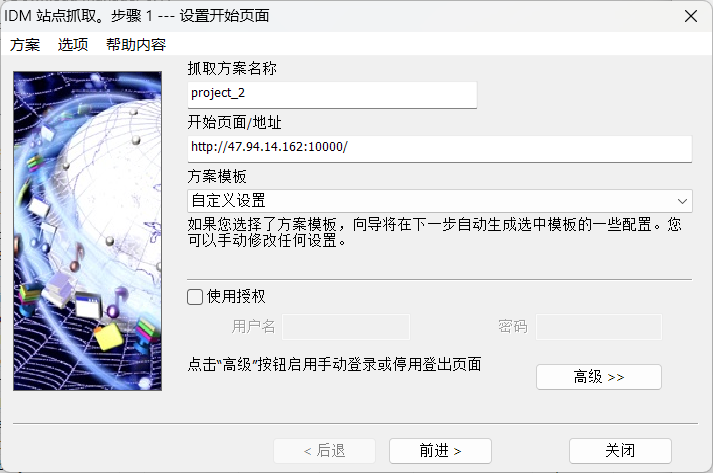 IDM 站点抓取。步骤 1 --- 设置开始页面
方案 选项 帮助内容
抓取方案名称
project_2
开始页面/地址
http://47.94.14.162:10000/
方案模板
自定义设置
如果您选择了方案模板，向导将在下一步自动生成选中模板的一些配置。您
可以手动修改任何设置。
使用授权
用户名 密码
点击“高级”按钮启用手动登录或停用登出页面
高级 >>
< 后退 前进 > 关闭